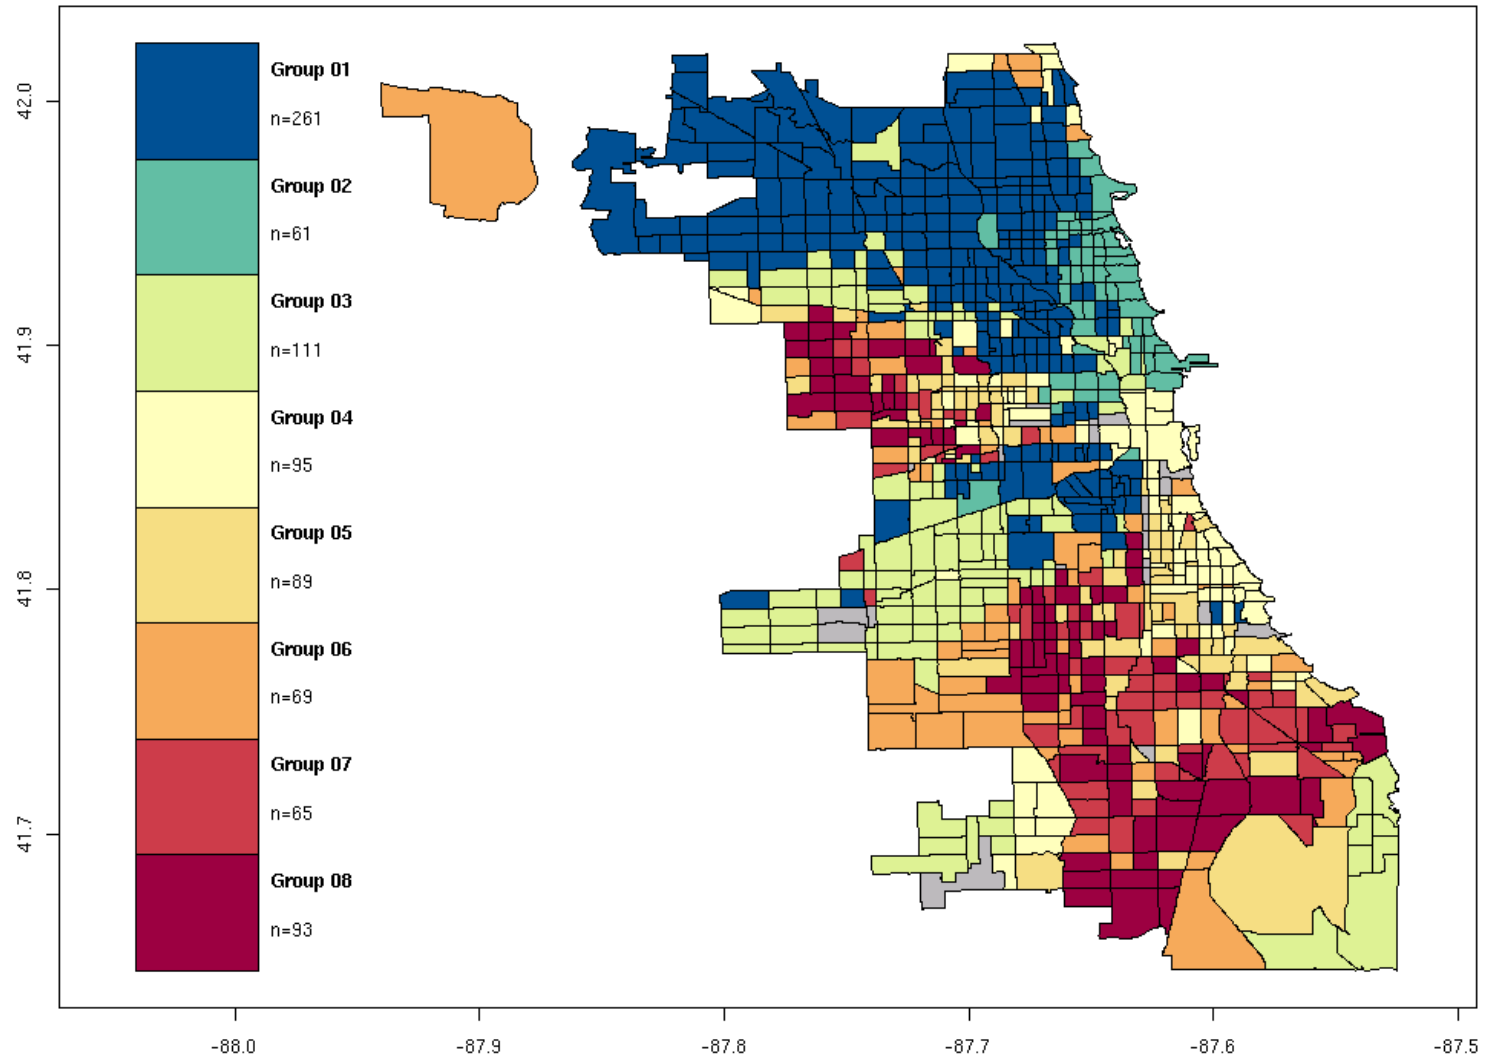 Group 01
n=261
Group 02
n=61
Group 03
n=111
Group 04
n=95
Group 05
n=89
Group 06
n=69
Group 07
n=65
Group 08
n=93
42.0
41.9
41.8
41.7
-88.0
-87.9
-87.8
-87.7
-87.6
-87.5